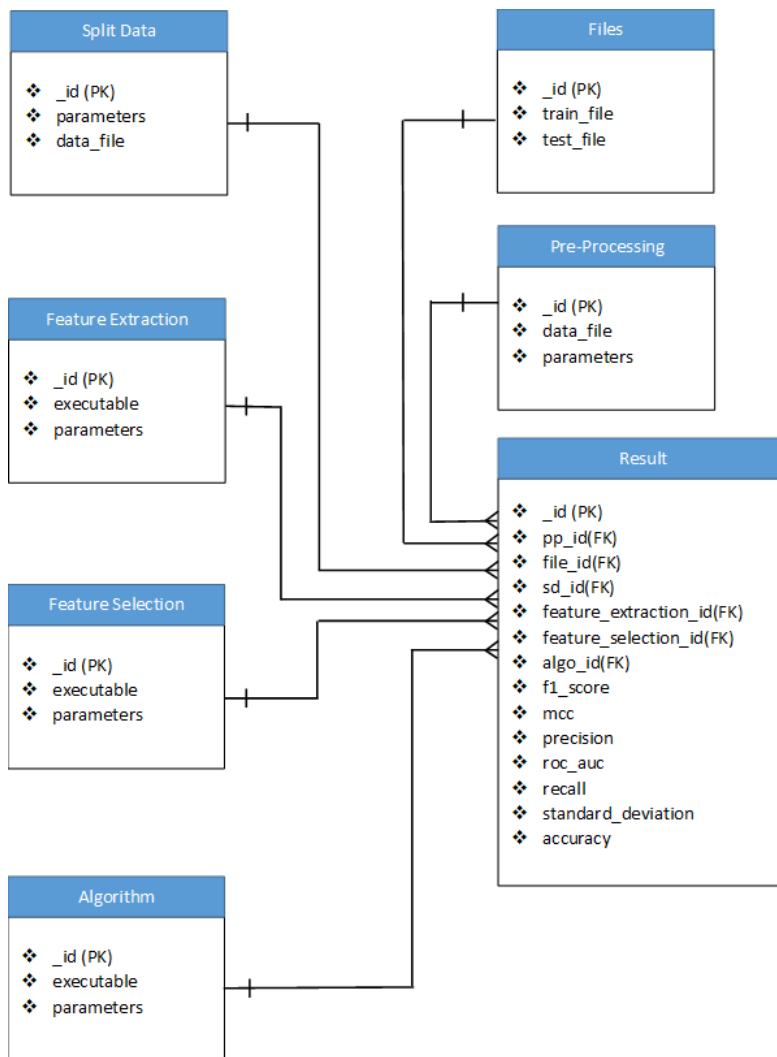 Split Data
_id (PK)
parameters
data_file
Files
_id (PK)
train_file
test_file
Pre-Processing
_id (PK)
data_file
parameters
Feature Extraction
_id (PK)
executable
parameters
Result
_id (PK)
pp_id(FK)
file_id(FK)
sd_id(FK)
feature_extraction_id(FK)
feature_selection_id(FK)
algo_id(FK)
f1_score
mcc
precision
roc_auc
recall
standard_deviation
accuracy
Feature Selection
_id (PK)
executable
parameters
Algorithm
_id (PK)
executable
parameters